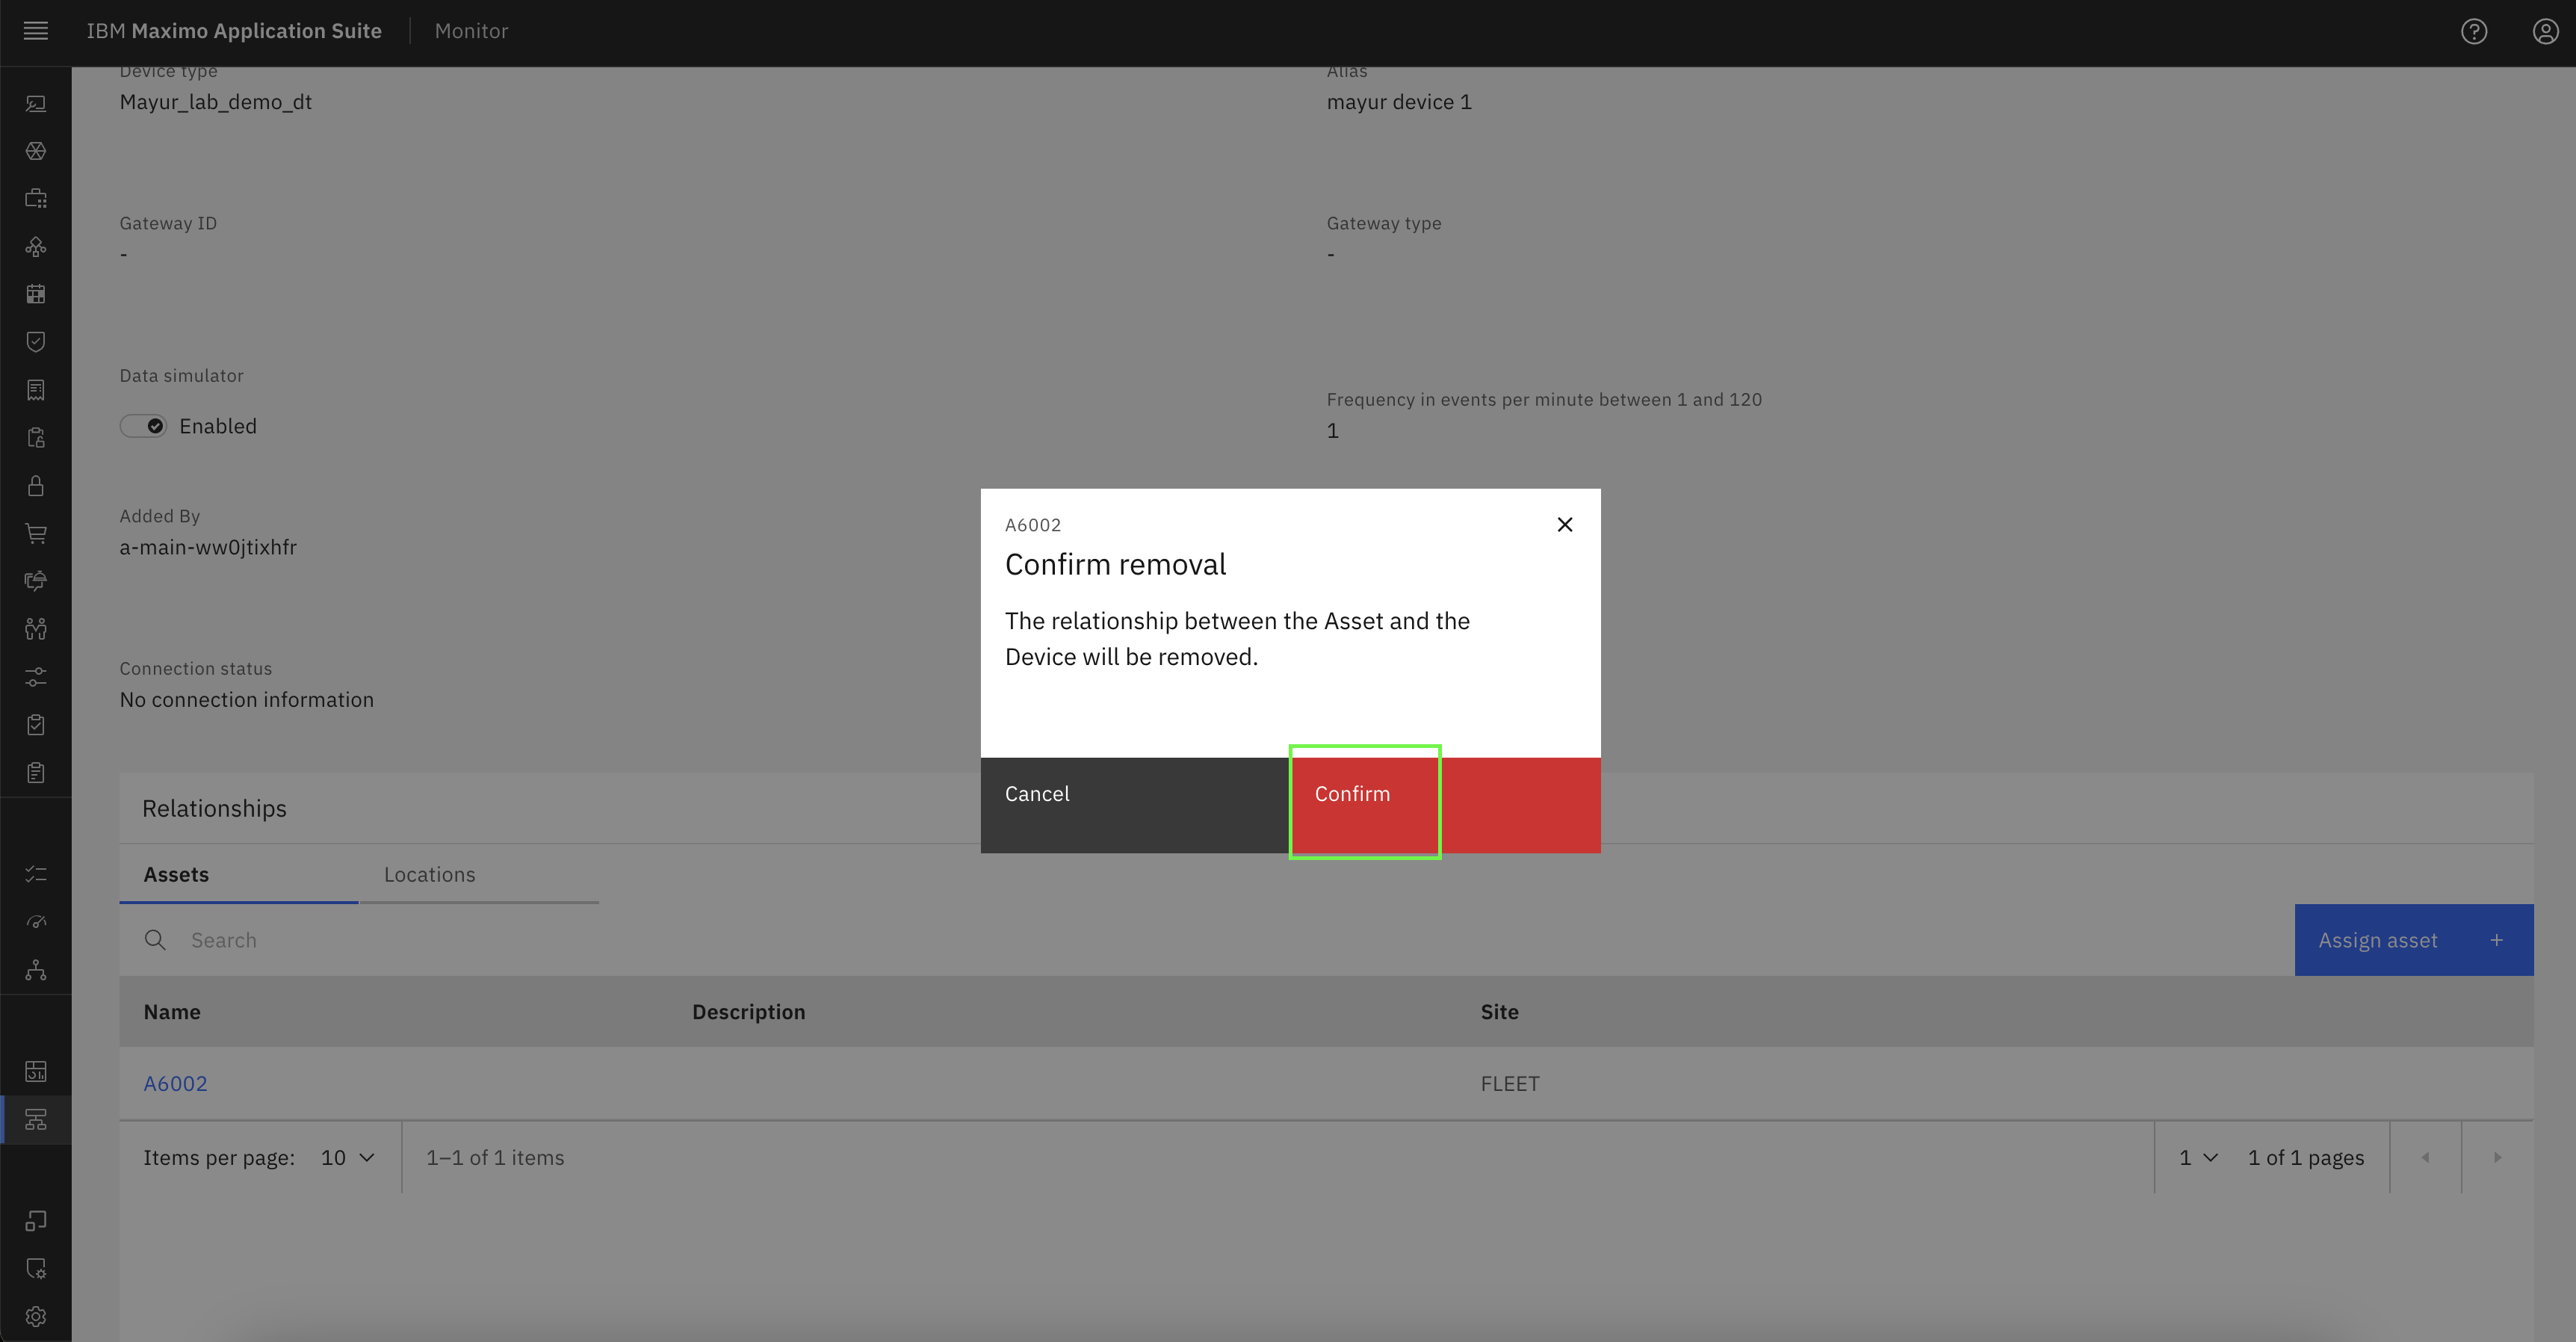 IBM Maximo Application Suite
Monitor
Device type
Alias
Mayur_lab_demo_dt
mayur device 1
Gateway ID
Gateway type
-
-
Data simulator
Enabled
Frequency in events per minute between 1 and 120
1
Added By
a-main-ww0jtixhfr
Connection status
No connection information
A6002
Confirm removal
The relationship between the Asset and the
Device will be removed.
Cancel
Confirm
Relationships
Assets
Locations
Search
Assign asset +
Name
Description
Site
A6002
FLEET
Items per page: 10
1–1 of 1 items
1
1 of 1 pages